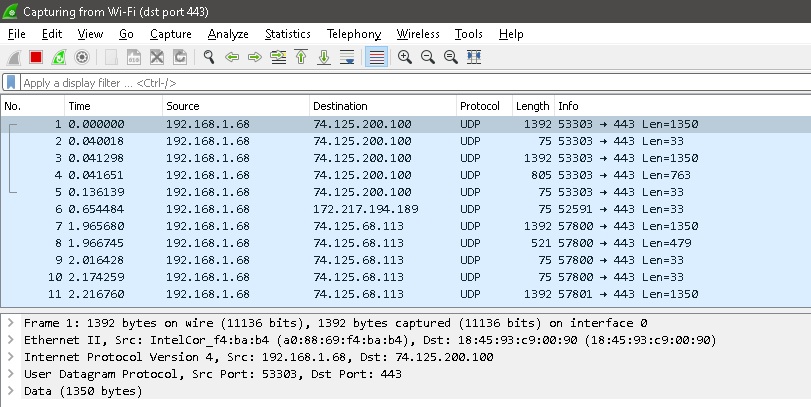 Capturing from Wi-Fi (dst port 443)
File Edit View Go Capture Analyze Statistics Telephony Wireless Tools Help
Apply a display filter ... <Ctrl-/>
No. Time Source Destination Protocol Length Info
1 0.000000 192.168.1.68 74.125.200.100 UDP 1392 53303 → 443 Len=1350
2 0.040018 192.168.1.68 74.125.200.100 UDP 75 53303 → 443 Len=33
3 0.041298 192.168.1.68 74.125.200.100 UDP 1392 53303 → 443 Len=1350
4 0.041651 192.168.1.68 74.125.200.100 UDP 805 53303 → 443 Len=763
5 0.136139 192.168.1.68 74.125.200.100 UDP 75 53303 → 443 Len=33
6 0.654484 192.168.1.68 172.217.194.189 UDP 75 52591 → 443 Len=33
7 1.965680 192.168.1.68 74.125.68.113 UDP 1392 57800 → 443 Len=1350
8 1.966745 192.168.1.68 74.125.68.113 UDP 521 57800 → 443 Len=479
9 2.016428 192.168.1.68 74.125.68.113 UDP 75 57800 → 443 Len=33
10 2.174259 192.168.1.68 74.125.68.113 UDP 75 57800 → 443 Len=33
11 2.216760 192.168.1.68 74.125.68.113 UDP 1392 57801 → 443 Len=1350
Frame 1: 1392 bytes on wire (11136 bits), 1392 bytes captured (11136 bits) on interface 0
Ethernet II, Src: IntelCor_f4:ba:b4 (a0:88:69:f4:ba:b4), Dst: 18:45:93:c9:00:90 (18:45:93:c9:00:90)
Internet Protocol Version 4, Src: 192.168.1.68, Dst: 74.125.200.100
User Datagram Protocol, Src Port: 53303, Dst Port: 443
Data (1350 bytes)